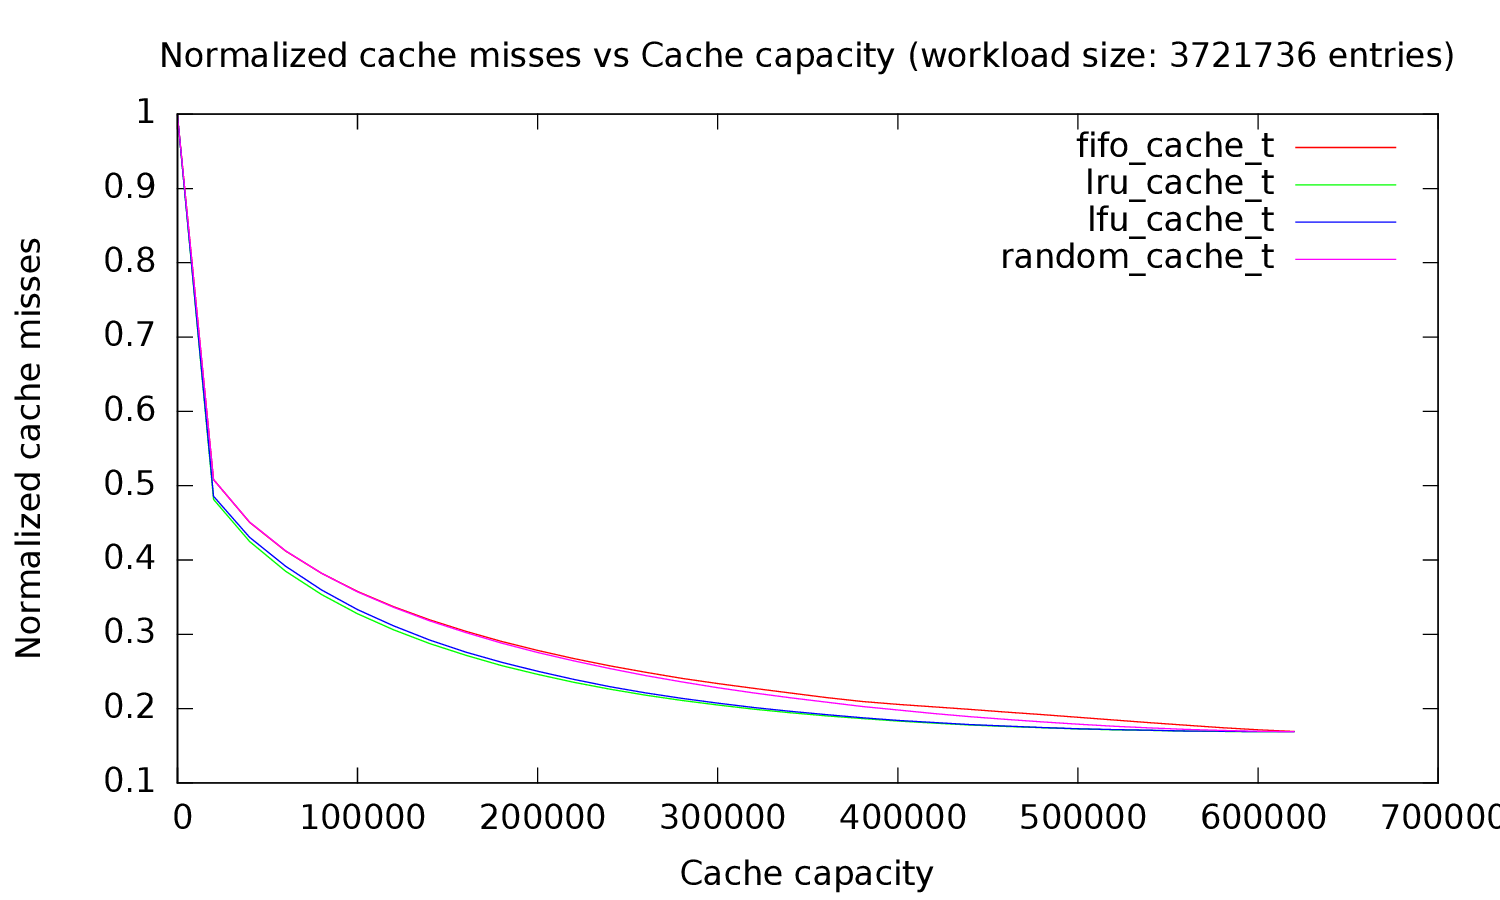 Normalized cache misses vs Cache capacity (workload size: 3721736 entries)
1
0.9
0.8
0.7
0.6
0.5
0.4
0.3
0.2
0.1
Normalized cache misses
fifo_cache_t
lru_cache_t
lfu_cache_t
random_cache_t
0 100000 200000 300000 400000 500000 600000 700000
Cache capacity